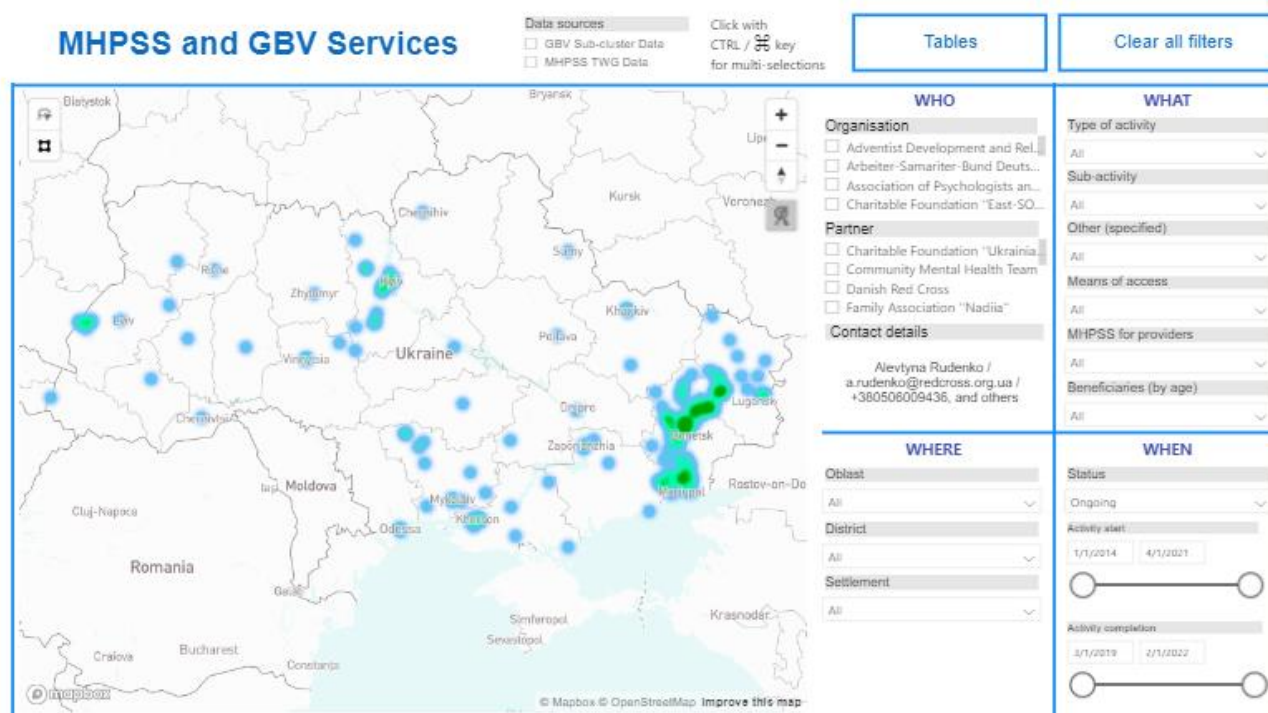 MHPSS and GBV Services
Data sources
GBV Sub-cluster Data
MHPSS TWG Data
Click with
CTRL / ⌘ key
for multi-selections
Tables
Clear all filters
Bialystok
Bryansk
Lipe
Kursk
Voronezh
Chernihiv
Sumy
Rivne
Kyiv
Zhytomyr
Lviv
Kharkiv
Poltava
Vinnytsia
Ukraine
Chernivtsi
Dnipro
Lugansk
Donetsk
Zaporizhzhia
Mariupol
Rostov-on-Do
Iași
Moldova
Mykolaiv
Kherson
Cluj-Napoca
Odessa
Romania
Galați
Simferopol
Krasnodar
Sevastopol
Craiova
Bucharest
Constanța
mapbox
© Mapbox © OpenStreetMap Improve this map
WHO
Organisation
Adventist Development and Rel...
Arbeiter-Samariter-Bund Deuts...
Association of Psychologists an...
Charitable Foundation "East-SO...
Partner
Charitable Foundation "Ukrainia...
Community Mental Health Team
Danish Red Cross
Family Association "Nadiia"
Contact details
Alevtyna Rudenko /
a.rudenko@redcross.org.ua /
+380506009436, and others
WHAT
Type of activity
All
Sub-activity
All
Other (specified)
All
Means of access
All
MHPSS for providers
All
Beneficiaries (by age)
All
WHERE
Oblast
All
District
All
Settlement
All
WHEN
Status
Ongoing
Activity start
1/1/2014 4/1/2021
Activity completion
3/1/2019 2/1/2022